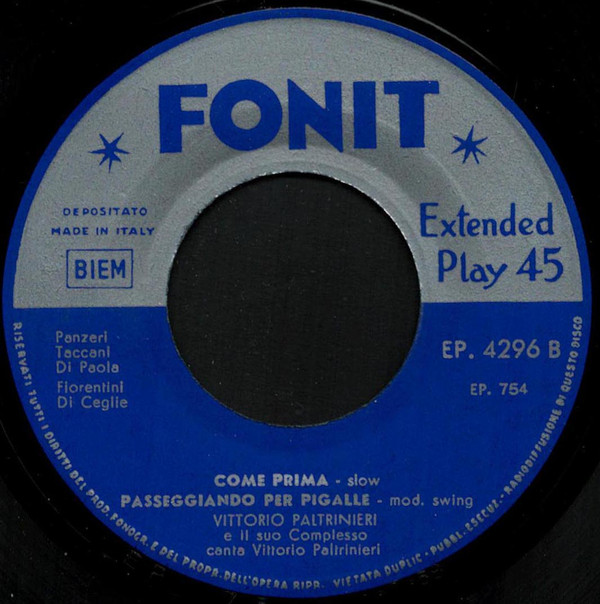 FONIT
DEPOSITATO
MADE IN ITALY
BIEM
Extended
Play 45
Panzeri
Taccani
Di Paola
Fiorentini
Di Ceglie
EP. 4296 B
EP. 754
COME PRIMA - slow
PASSEGGIANDO PER PIGALLE - mod. swing
VITTORIO PALTRINIERI
e il suo Complesso
canta Vittorio Paltrinieri
RISERVATI TUTTI I DIRITTI DEL PROD. FONOGR. E DEL PROPR. DELL'OPERA RIPR. VIETATA DUPLIC. - PUBBL. ESECUZ. - RADIODIFFUSIONE DI QUESTO DISCO